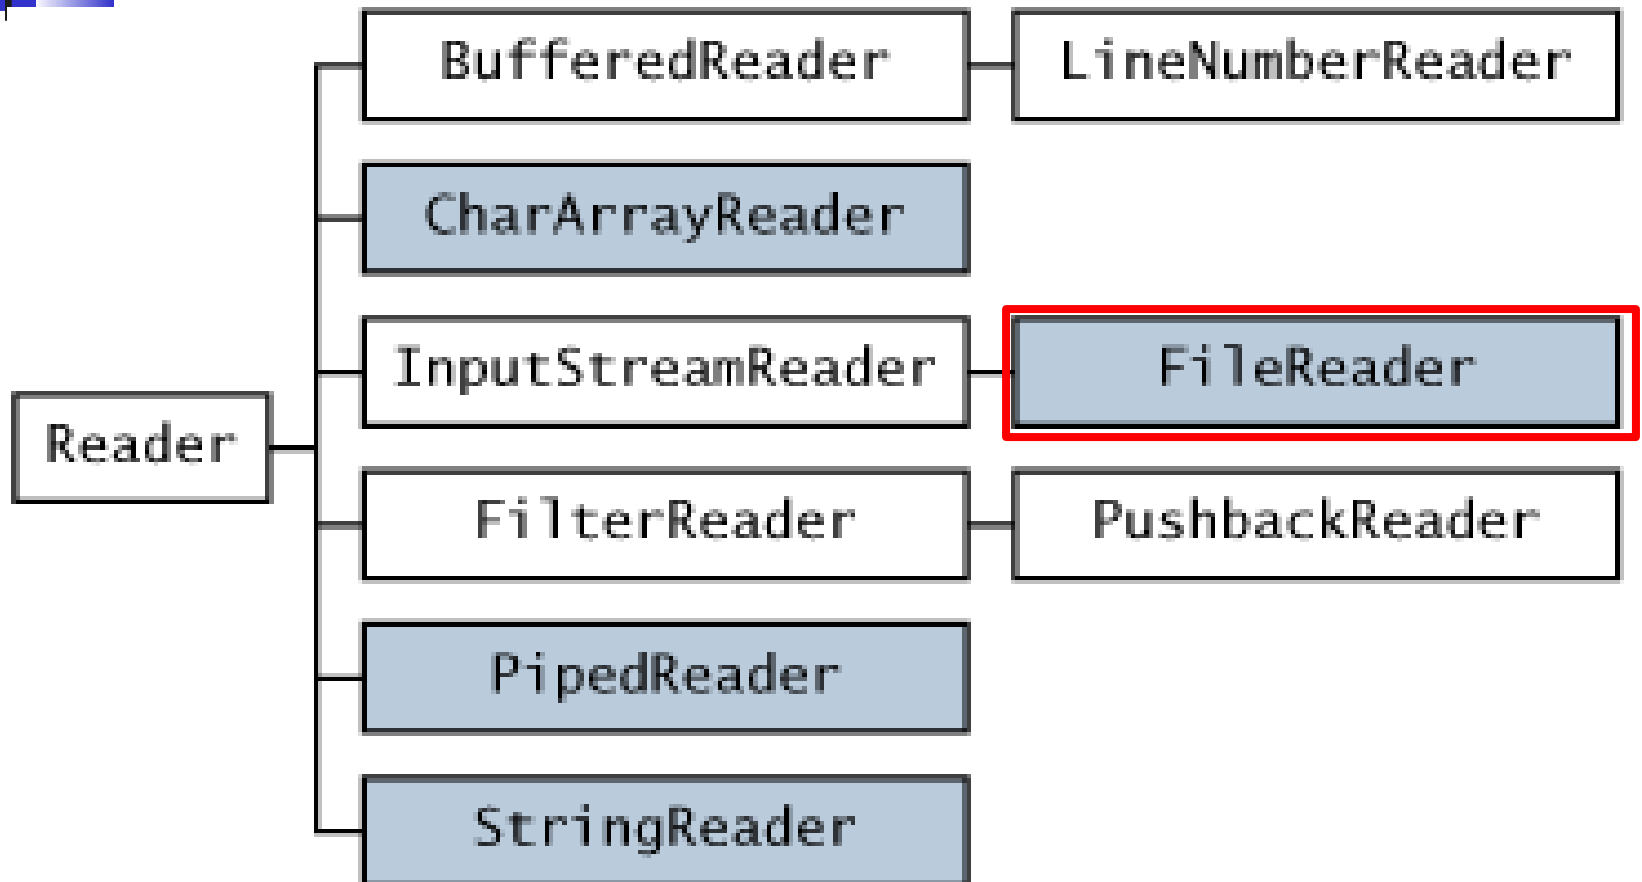 BufferedReader
LineNumberReader
CharArrayReader
InputStreamReader
FileReader
Reader
FilterReader
PushbackReader
PipedReader
StringReader